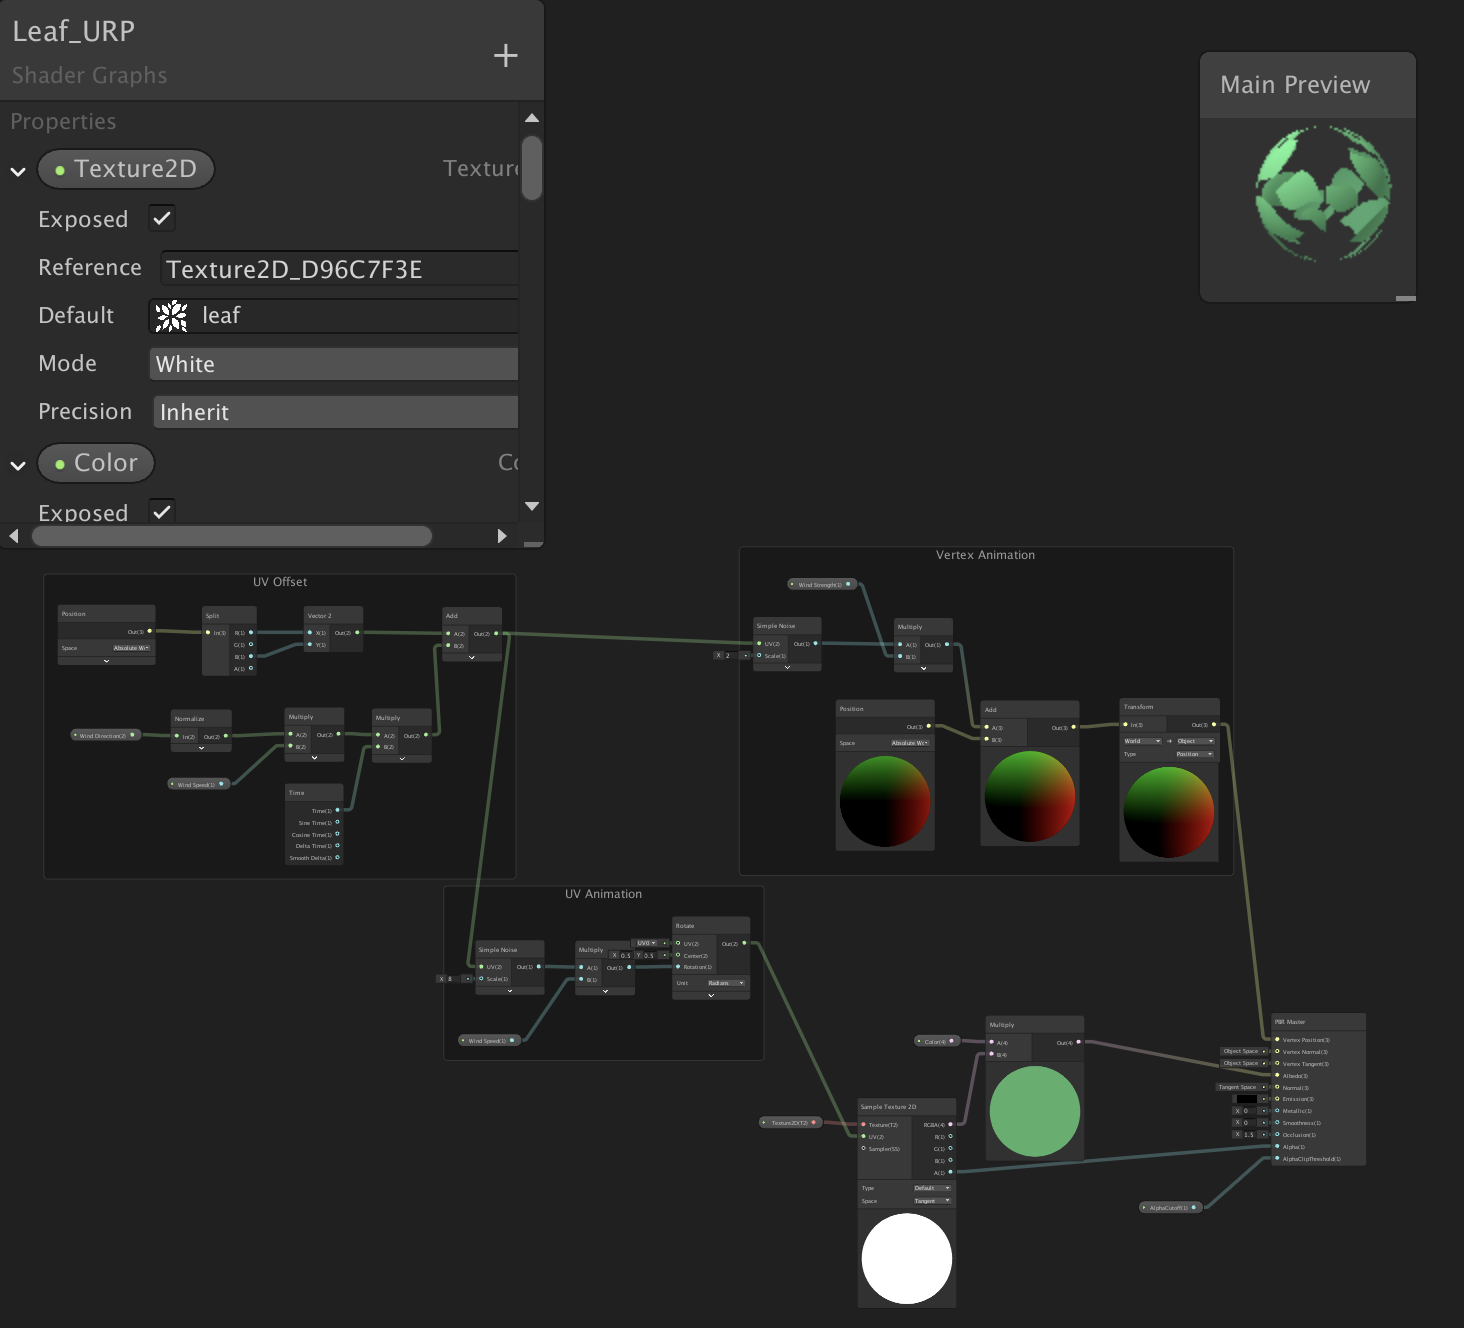 Leaf_URP
Shader Graphs
Properties
Texture2D
Texture
Exposed
Reference
Texture2D_D96C7F3E
Default
leaf
Mode
White
Precision
Inherit
Color
Co
Exposed
Main Preview
UV Offset
Position
Out(3)
Space
Absolute W
Split
In(3)
R(1)
G(1)
B(1)
A(1)
Vector 2
X(1)
Y(1)
Out(2)
Add
A(2)
B(2)
Out(2)
Wind Direction(2)
Normalize
In(2)
Out(2)
Wind Speed(1)
Multiply
A(2)
B(2)
Out(2)
Multiply
A(2)
B(2)
Out(2)
Time
Time(1)
Sine Time(1)
Cosine Time(1)
Delta Time(1)
Smooth Delta(1)
Vertex Animation
Wind Strength(1)
Simple Noise
UV(2)
Out(1)
X 2
Scale(1)
Multiply
A(1)
B(1)
Out(1)
Position
Out(3)
Space
Absolute W
Add
A(3)
B(3)
Out(3)
Transform
In(3)
Out(3)
World
Object
Type
Position
UV Animation
Simple Noise
UV(2)
Out(1)
X 8
Scale(1)
Multiply
A(1)
B(1)
Out(1)
Wind Speed(1)
Rotate
UV0
UV(2)
Out(2)
X 0.5 Y 0.5
Center(2)
Rotation(1)
Unit
Radians
Color(4)
Multiply
A(4)
B(4)
Out(4)
Texture2D(T2)
Sample Texture 2D
Texture(T2)
UV(2)
Sampler(SS)
RGBA(4)
R(1)
G(1)
B(1)
A(1)
Type
Default
Space
Tangent
AlphaCutoff(1)
PBR Master
Vertex Position(3)
Object Space
Vertex Normal(3)
Object Space
Vertex Tangent(3)
Albedo(3)
Tangent Space
Normal(3)
Emission(3)
X 0
Metallic(1)
X 0
Smoothness(1)
X 1.5
Occlusion(1)
Alpha(1)
AlphaClipThreshold(1)